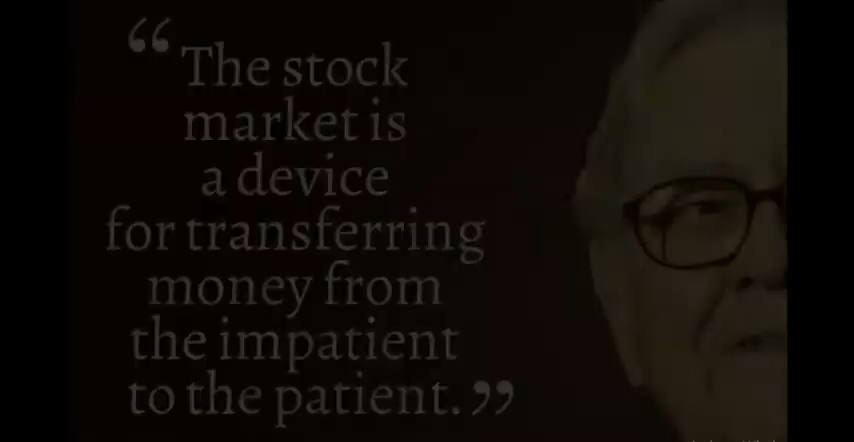 “ The stock
market is
a device
for transferring
money from
the impatient
to the patient. ”